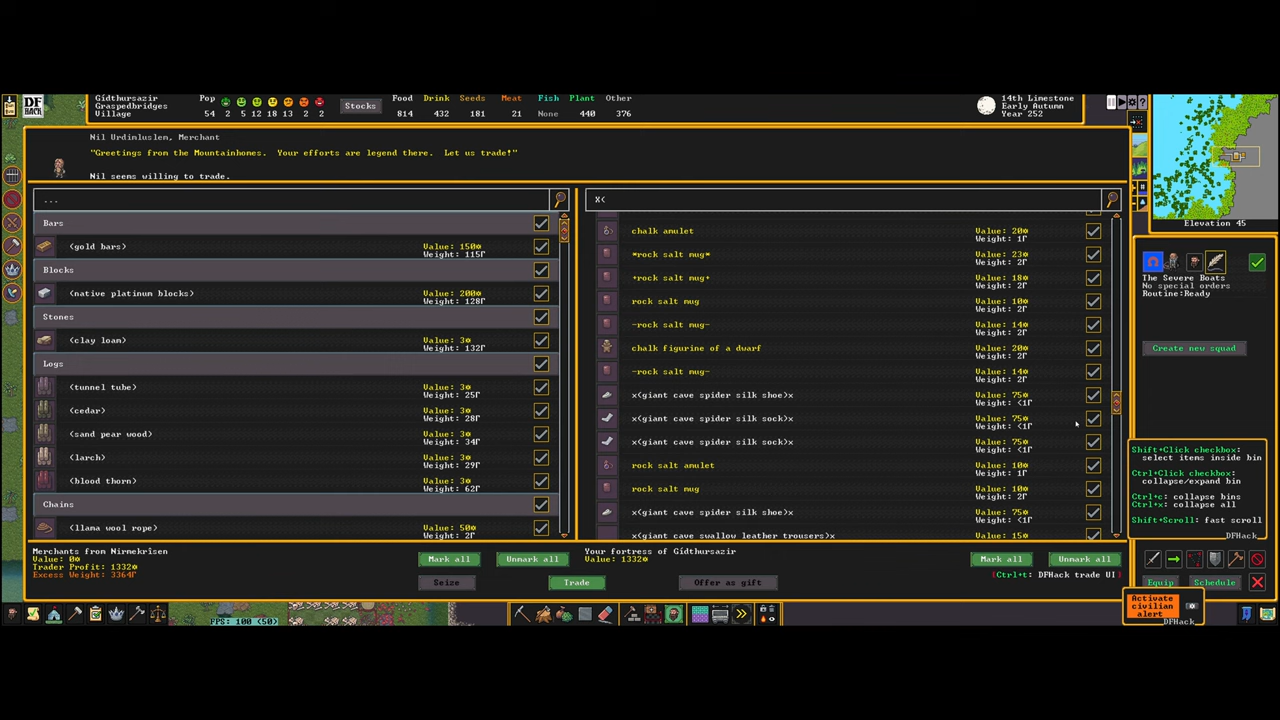 DF
HACK
Gídthursazir
Graspedbridges
Village
Pop
54 2 5 12 18 13 2 2
Stocks
Food Drink Seeds Meat Fish Plant Other
814 432 181 21 None 440 376
14th Limestone
Early Autumn
Year 252
Nil Urdinluslem, Merchant
"Greetings from the Mountainhomes. Your efforts are legend there. Let us trade!"
Nil seems willing to trade.
Elevation 45
...
Bars
(gold bars) Value: 150☼
Weight: 115Γ
Blocks
(native platinum blocks) Value: 200☼
Weight: 128Γ
Stones
(clay loam) Value: 3☼
Weight: 132Γ
Logs
(tunnel tube) Value: 3☼
Weight: 25Γ
(cedar) Value: 3☼
Weight: 28Γ
(sand pear wood) Value: 3☼
Weight: 34Γ
(larch) Value: 3☼
Weight: 29Γ
(blood thorn) Value: 3☼
Weight: 62Γ
Chains
(llama wool rope) Value: 50☼
Weight: 2Γ
X(
chalk amulet Value: 20☼
Weight: 1Γ
*rock salt mug* Value: 23☼
Weight: 2Γ
+rock salt mug+ Value: 18☼
Weight: 2Γ
rock salt mug Value: 10☼
Weight: 2Γ
-rock salt mug- Value: 14☼
Weight: 2Γ
chalk figurine of a dwarf Value: 20☼
Weight: 2Γ
-rock salt mug- Value: 14☼
Weight: 2Γ
x(giant cave spider silk shoe)x Value: 75☼
Weight: <1Γ
x(giant cave spider silk sock)x Value: 75☼
Weight: <1Γ
x(giant cave spider silk sock)x Value: 75☼
Weight: <1Γ
rock salt amulet Value: 10☼
Weight: 1Γ
rock salt mug Value: 10☼
Weight: 2Γ
x(giant cave spider silk shoe)x Value: 75☼
Weight: <1Γ
x(giant cave swallow leather trousers)x Value: 15☼
Merchants from Nirmekrîsen
Value: 0☼
Trader Profit: 1332☼
Excess Weight: 3364Γ
Mark all
Unmark all
Seize
Trade
Your fortress of Gídthursazir
Value: 1332☼
Offer as gift
Mark all
Unmark all
[Ctrl+t: DFHack trade UI]
The Severe Boats
No special orders
Routine:Ready
Create new squad
Shift+Click checkbox:
select items inside bin
Ctrl+Click checkbox:
collapse/expand bin
Ctrl+c: collapse bins
Ctrl+x: collapse all
Shift+Scroll: fast scroll
DFHack
Equip
Schedule
Activate
civilian
alert
DFHack
FPS: 100 (50)